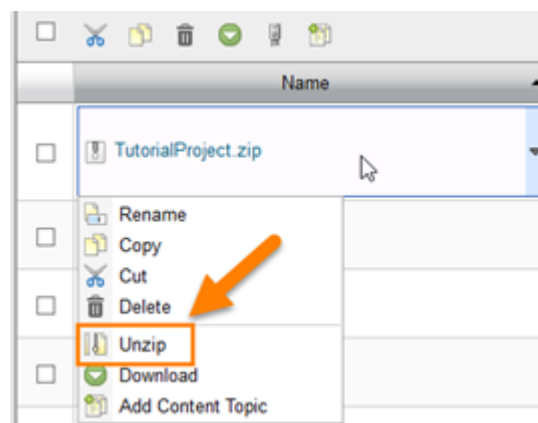 Name
TutorialProject.zip
Rename
Copy
Cut
Delete
Unzip
Download
Add Content Topic